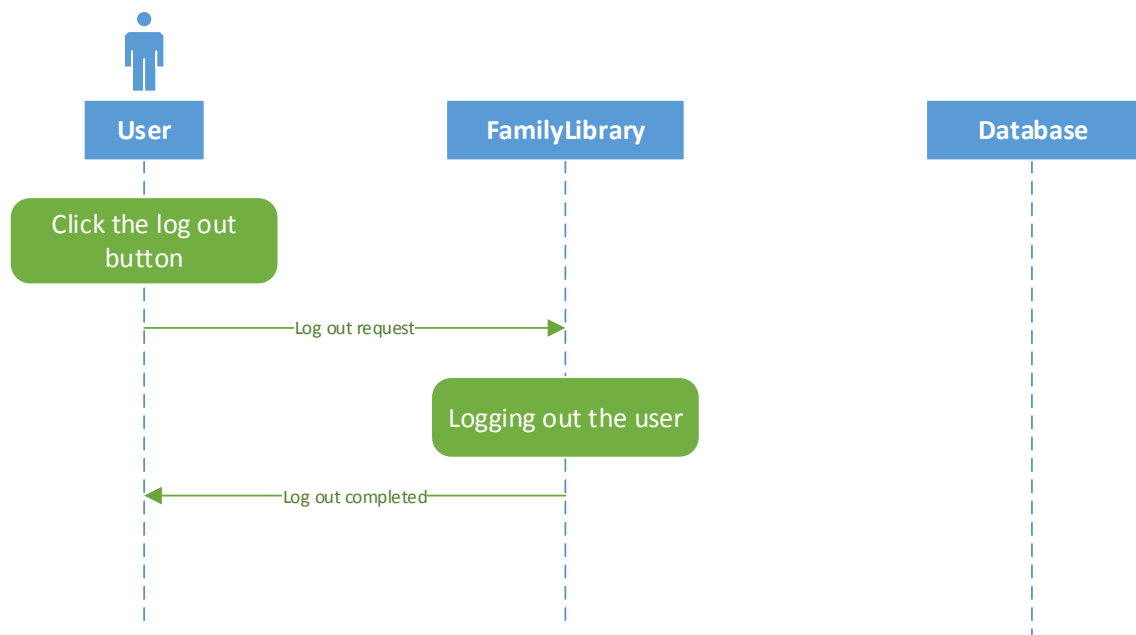 User
FamilyLibrary
Database
Click the log out
button
Log out request
Logging out the user
Log out completed